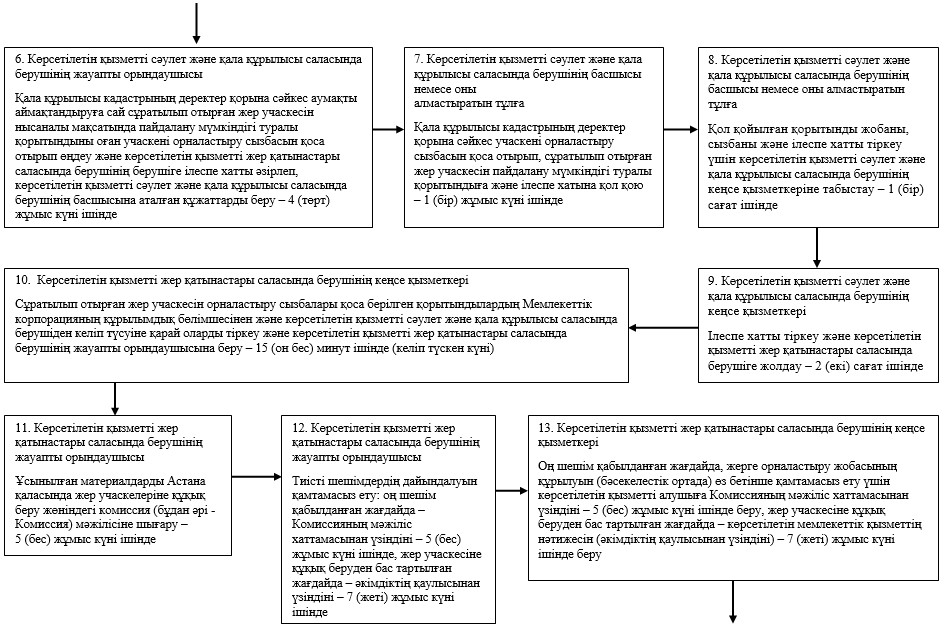 6. Көрсетілетін қызметті сәулет және қала құрылысы саласында
берушінің жауапты орындаушысы
Қала құрылысы кадастрының деректер қорына сәйкес аумақты
аймақтандыруға сай сұратылып отырған жер учаскесін
нысаналы мақсатында пайдалану мүмкіндігі туралы
қорытындыны оған учаскені орналастыру сызбасын қоса
отырып өңдеу және көрсетілетін қызметті жер қатынастары
саласында берушінің берушіге ілеспе хатты әзірлеп,
көрсетілетін қызметті сәулет және қала құрылысы саласында
берушінің басшысына аталған құжаттарды беру – 4 (төрт)
жұмыс күні ішінде
7. Көрсетілетін қызметті сәулет және қала
құрылысы саласында берушінің басшысы
немесе оны
алмастыратын тұлға
Қала құрылысы кадастрының деректер
қорына сәйкес учаскені орналастыру
сызбасын қоса отырып, сұратылып отырған
жер учаскесін пайдалану мүмкіндігі туралы
қорытындыға және ілеспе хатына қол қою
– 1 (бір) жұмыс күні ішінде
8. Көрсетілетін қызметті сәулет және
қала құрылысы саласында берушінің
басшысы немесе оны алмастыратын
тұлға
Қол қойылған қорытынды жобаны,
сызбаны және ілеспе хатты тіркеу
үшін көрсетілетін қызметті сәулет және
қала құрылысы саласында берушінің
кеңсе қызметкеріне табыстау – 1 (бір)
сағат ішінде
9. Көрсетілетін қызметті сәулет және
қала құрылысы саласында берушінің
кеңсе қызметкері
Ілеспе хатты тіркеу және көрсетілетін
қызметті жер қатынастары саласында
берушіге жолдау – 2 (екі) сағат ішінде
10. Көрсетілетін қызметті жер қатынастары саласында берушінің кеңсе қызметкері
Сұратылып отырған жер учаскесін орналастыру сызбалары қоса берілген қорытындылардың Мемлекеттік
корпорацияның құрылымдық бөлімшесінен және көрсетілетін қызметті сәулет және қала құрылысы саласында
берушіден келіп түсуіне қарай оларды тіркеу және көрсетілетін қызметті жер қатынастары саласында
берушінің жауапты орындаушысына беру – 15 (он бес) минут ішінде (келіп түскен күні)
11. Көрсетілетін қызметті жер
қатынастары саласында берушінің
жауапты орындаушысы
Ұсынылған материалдарды Астана
қаласында жер учаскелеріне құқық
беру жөніндегі комиссия (бұдан әрі -
Комиссия) мәжілісіне шығару –
5 (бес) жұмыс күні ішінде
12. Көрсетілетін қызметті жер
қатынастары саласында берушінің
жауапты орындаушысы
Тиісті шешімдердің дайындалуын
қамтамасыз ету: оң шешім
қабылданған жағдайда –
Комиссияның мәжіліс
хаттамасынан үзіндіні – 5 (бес)
жұмыс күні ішінде, жер учаскесіне
құқық беруден бас тартылған
жағдайда – әкімдіктің қаулысынан
үзіндіні – 7 (жеті) жұмыс күні
ішінде
13. Көрсетілетін қызметті жер қатынастары саласында берушінің кеңсе
қызметкері
Оң шешім қабылданған жағдайда, жерге орналастыру жобасының
құрылуын (бәсекелестік ортада) өз бетінше қамтамасыз ету үшін
көрсетілетін қызметті алушыға Комиссияның мәжіліс хаттамасынан
үзіндіні – 5 (бес) жұмыс күні ішінде беру, жер учаскесіне құқық
беруден бас тартылған жағдайда – көрсетілетін мемлекеттік қызметтің
нәтижесін (әкімдіктің қаулысынан үзіндіні) – 7 (жеті) жұмыс күні
ішінде беру